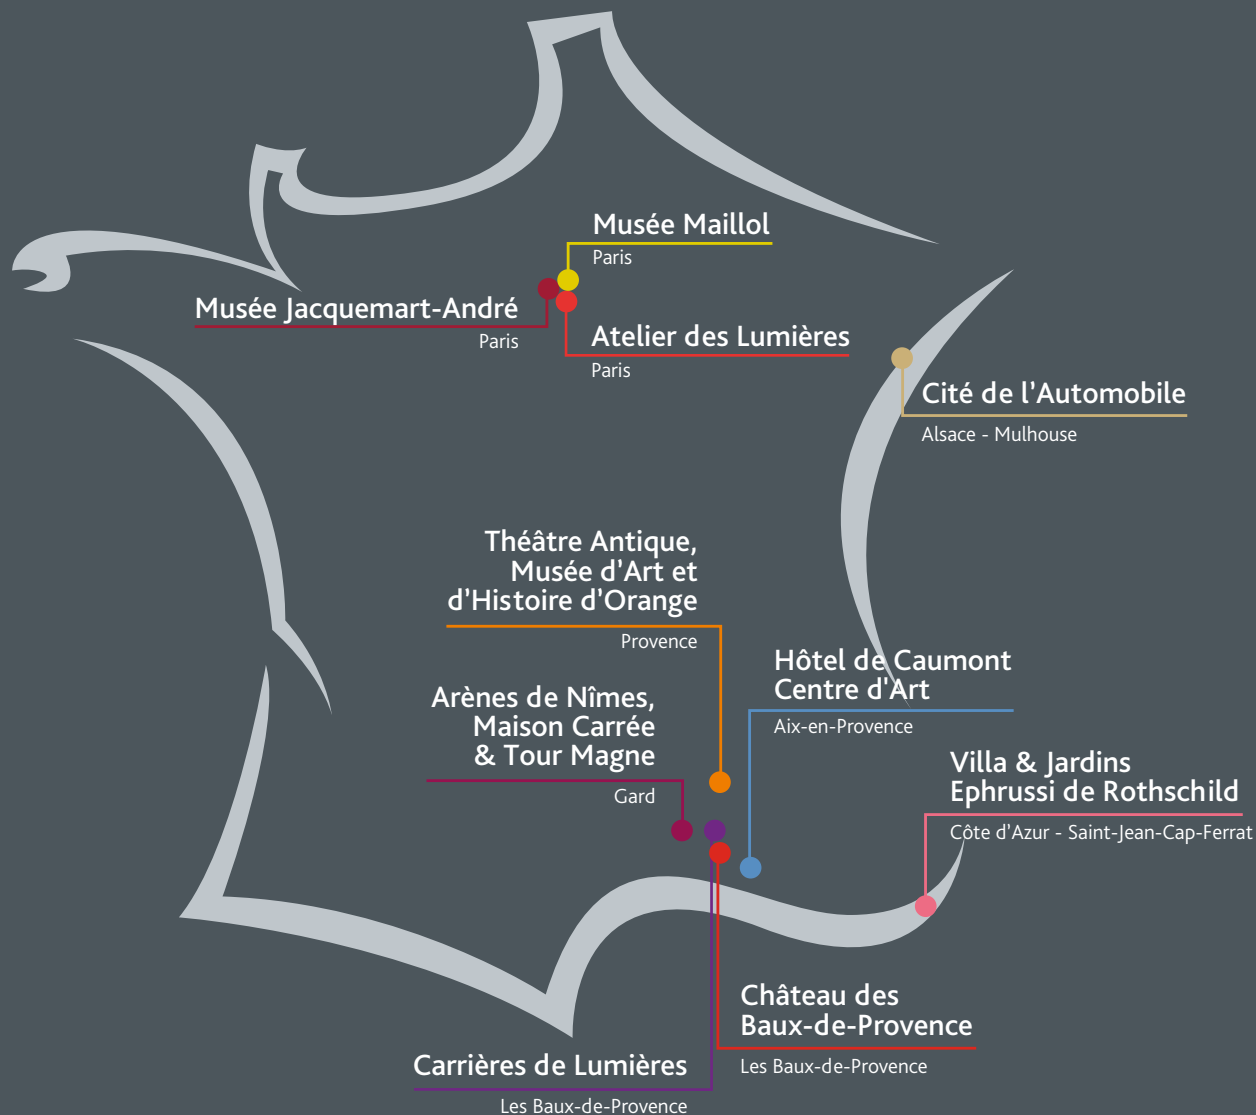 Musée Maillol
Paris
Musée Jacquemart-André
Paris
Atelier des Lumières
Paris
Cité de l'Automobile
Alsace - Mulhouse
Théâtre Antique,
Musée d'Art et
d'Histoire d'Orange
Provence
Hôtel de Caumont
Centre d'Art
Aix-en-Provence
Arènes de Nîmes,
Maison Carrée
& Tour Magne
Gard
Villa & Jardins
Ephrussi de Rothschild
Côte d'Azur - Saint-Jean-Cap-Ferrat
Château des
Baux-de-Provence
Les Baux-de-Provence
Carrières de Lumières
Les Baux-de-Provence